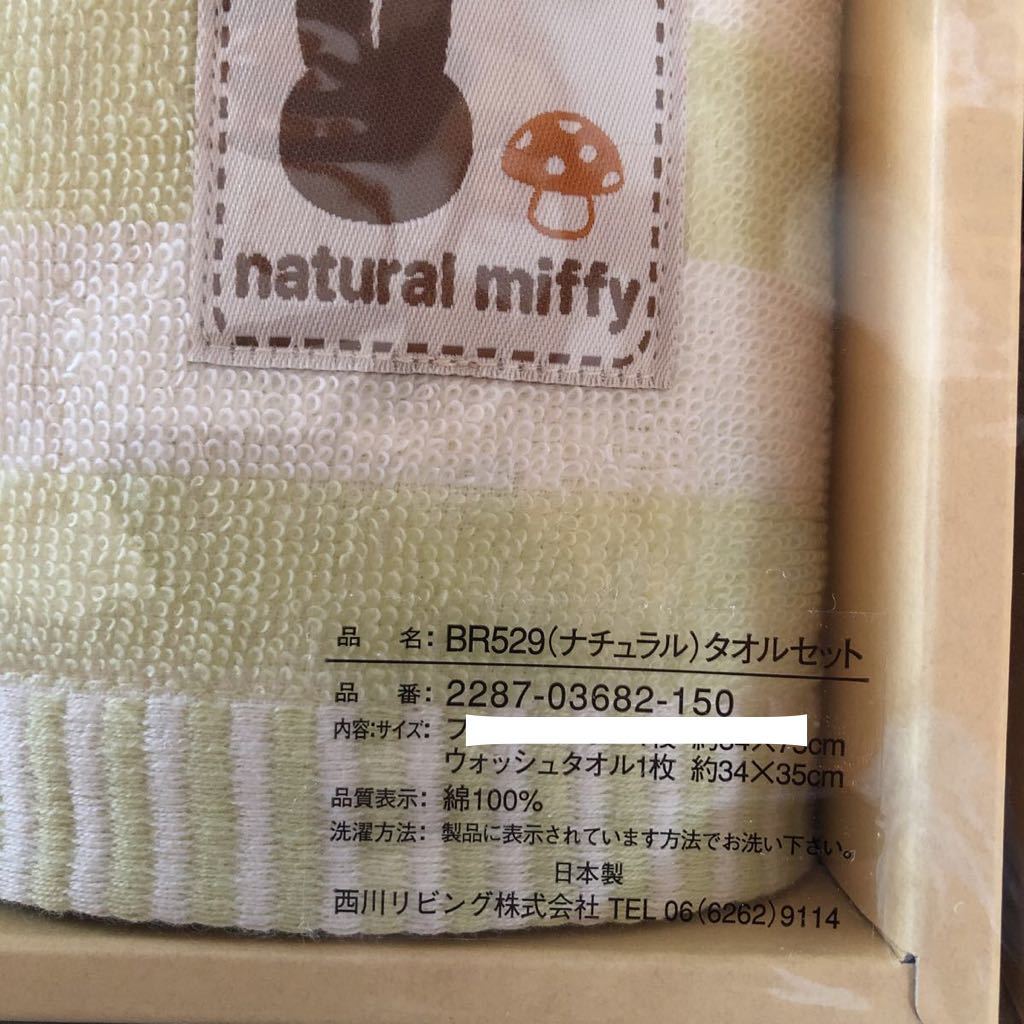 natural miffy
品 名: BR529(ナチュラル)タオルセット
品 番: 2287-03682-150
内容:サイズ:
ウォッシュタオル1枚 約34×35cm
品質表示: 綿100%
洗濯方法: 製品に表示されています方法でお洗い下さい。
日本製
西川リビング株式会社 TEL 06(6262)9114